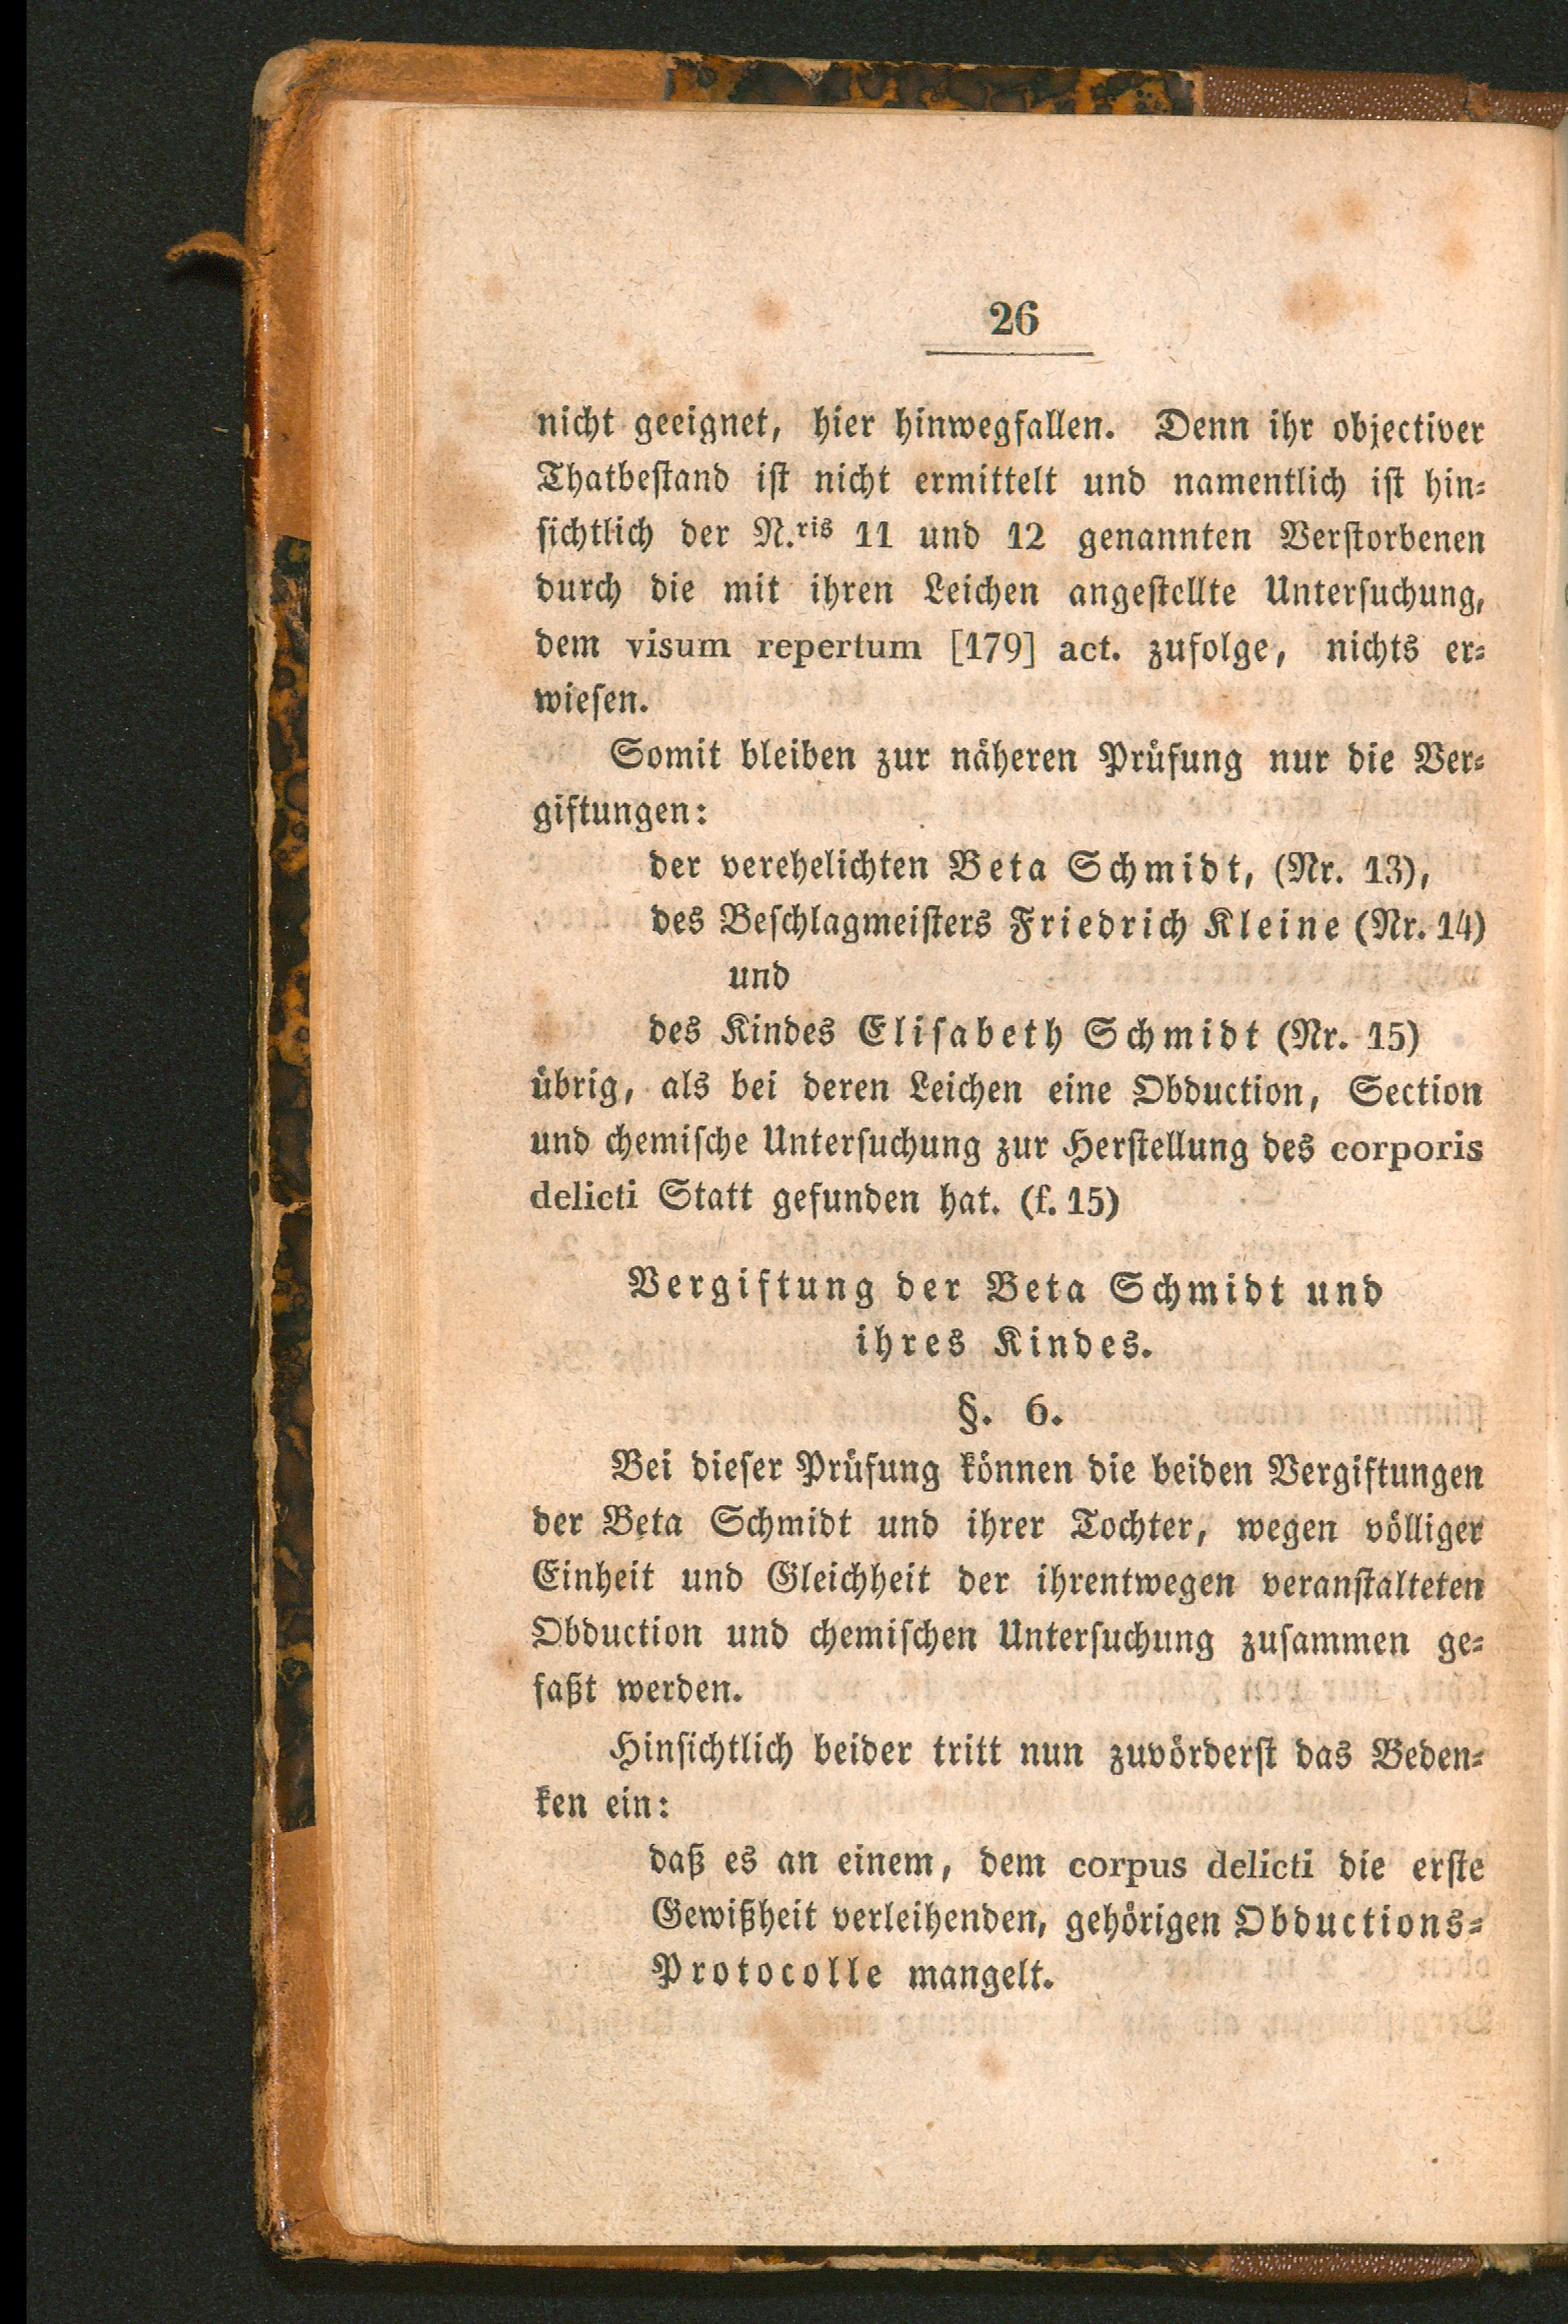 26
nicht geeignet, hier hinwegfallen. Denn ihr objectiver
Thatbestand ist nicht ermittelt und namentlich ist hin=
sichtlich der N.ris 11 und 12 genannten Verstorbenen
durch die mit ihren Leichen angestellte Untersuchung,
dem visum repertum [179] act. zufolge, nichts er=
wiesen.
Somit bleiben zur näheren Prüfung nur die Ver=
giftungen:
der verehelichten Beta Schmidt, (Nr. 13),
des Beschlagmeisters Friedrich Kleine (Nr. 14)
und
des Kindes Elisabeth Schmidt (Nr. 15)
übrig, als bei deren Leichen eine Obduction, Section
und chemische Untersuchung zur Herstellung des corporis
delicti Statt gefunden hat. (f. 15)
Vergiftung der Beta Schmidt und
ihres Kindes.
§. 6.
Bei dieser Prüfung können die beiden Vergiftungen
der Beta Schmidt und ihrer Tochter, wegen völliger
Einheit und Gleichheit der ihrentwegen veranstalteten
Obduction und chemischen Untersuchung zusammen ge=
faßt werden.
Hinsichtlich beider tritt nun zuvörderst das Beden=
ken ein:
daß es an einem, dem corpus delicti die erste
Gewißheit verleihenden, gehörigen Obductions=
Protocolle mangelt.